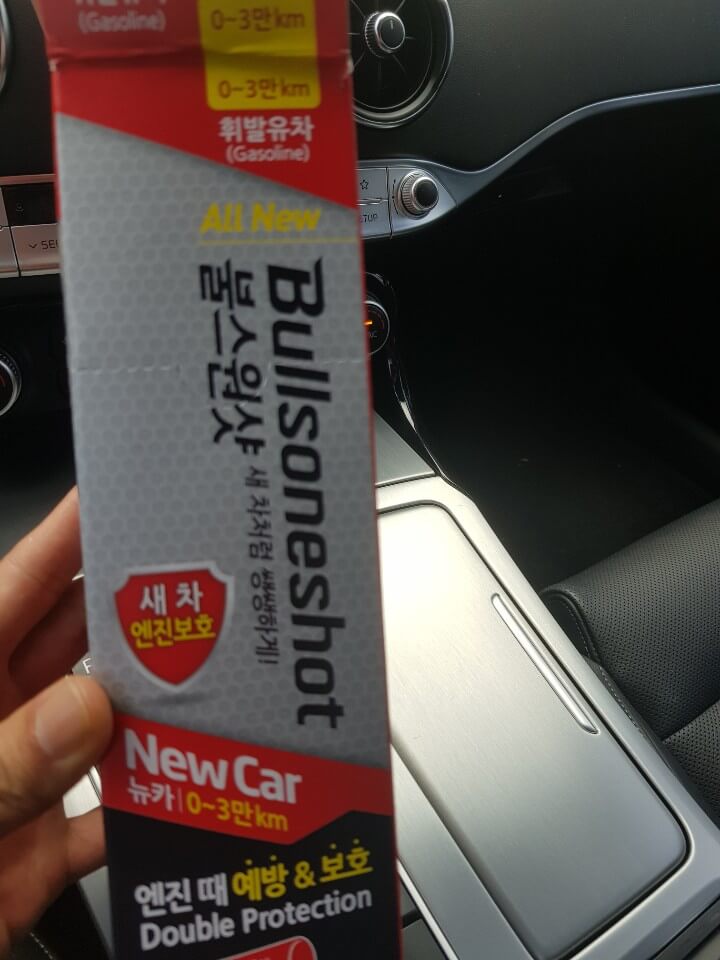 (Gasoline)
0~3만km
0~3만km
휘발유차
(Gasoline)
All New
Bullsoneshot
불스원샷
새 차처럼 쌩쌩하게!
새 차
엔진보호
New Car
뉴카 | 0~3만km
엔진 때 예방 & 보호
Double Protection